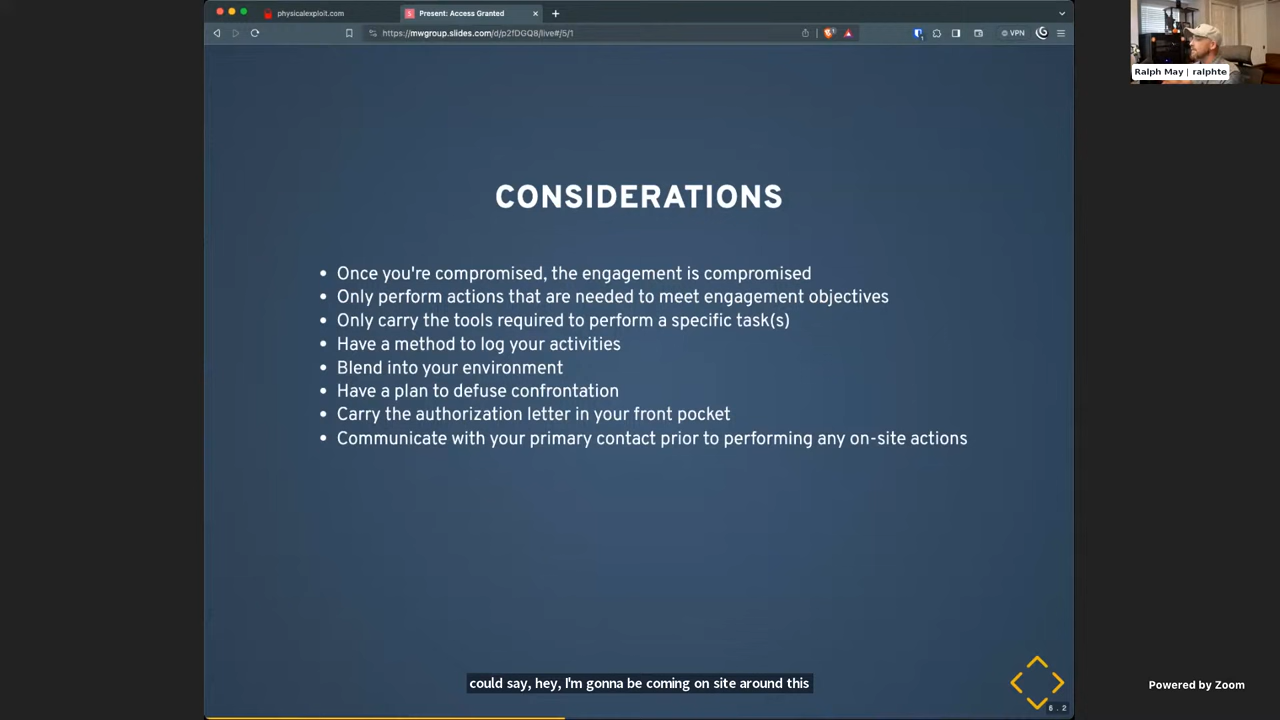 physicalexploit.com
Present: Access Granted
https://mwgroup.slides.com/d/p2fDGQ8/live#/5/1
VPN
Ralph May | ralphte
CONSIDERATIONS
• Once you're compromised, the engagement is compromised
• Only perform actions that are needed to meet engagement objectives
• Only carry the tools required to perform a specific task(s)
• Have a method to log your activities
• Blend into your environment
• Have a plan to defuse confrontation
• Carry the authorization letter in your front pocket
• Communicate with your primary contact prior to performing any on-site actions
could say, hey, I'm gonna be coming on site around this
Powered by Zoom
6.2